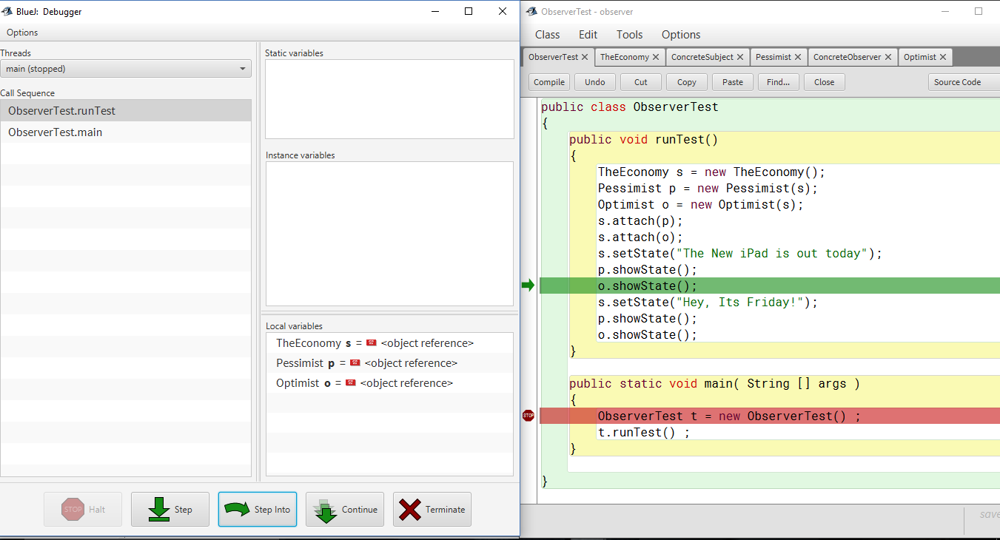 BlueJ: Debugger
Options
Threads
main (stopped)
Call Sequence
ObserverTest.runTest
ObserverTest.main
Static variables
Instance variables
Local variables
TheEconomy s = <object reference>
Pessimist p = <object reference>
Optimist o = <object reference>
STOP Halt
Step
Step Into
Continue
Terminate
ObserverTest - observer
Class Edit Tools Options
ObserverTest TheEconomy ConcreteSubject Pessimist ConcreteObserver Optimist
Compile Undo Cut Copy Paste Find... Close Source Code
public class ObserverTest
{
public void runTest()
{
TheEconomy s = new TheEconomy();
Pessimist p = new Pessimist(s);
Optimist o = new Optimist(s);
s.attach(p);
s.attach(o);
s.setState("The New iPad is out today");
p.showState();
o.showState();
s.setState("Hey, Its Friday!");
p.showState();
o.showState();
}
public static void main( String [] args )
{
STOP ObserverTest t = new ObserverTest() ;
t.runTest() ;
}
}